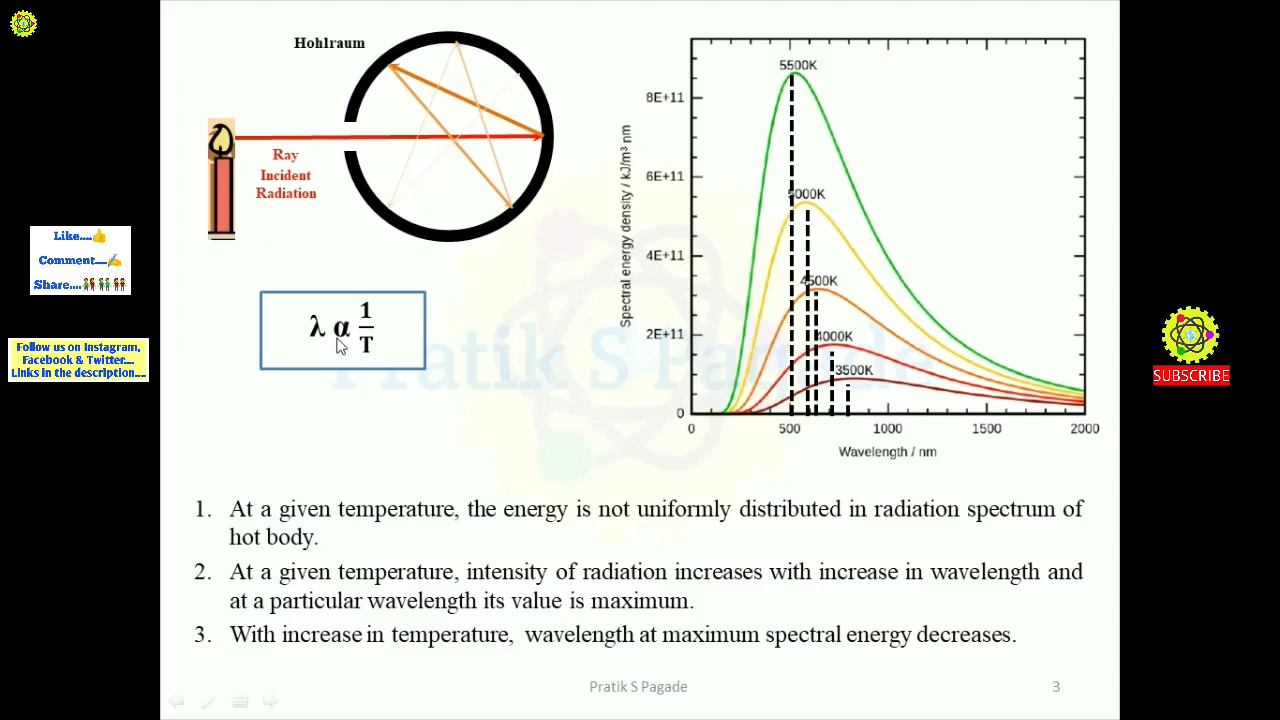 Hohlraum
Ray
Incident
Radiation
Like....👍
Comment....✍
Share....👫👫👫
Follow us on Instagram,
Facebook & Twitter....
Links in the description....
λ α 1/T
Spectral energy density / kJ/m³ nm
8E+11
6E+11
4E+11
2E+11
0
5500K
5000K
4500K
4000K
3500K
0 500 1000 1500 2000
Wavelength / nm
SUBSCRIBE
Pratik S Pagade
1. At a given temperature, the energy is not uniformly distributed in radiation spectrum of
hot body.
2. At a given temperature, intensity of radiation increases with increase in wavelength and
at a particular wavelength its value is maximum.
3. With increase in temperature, wavelength at maximum spectral energy decreases.
Pratik S Pagade
3